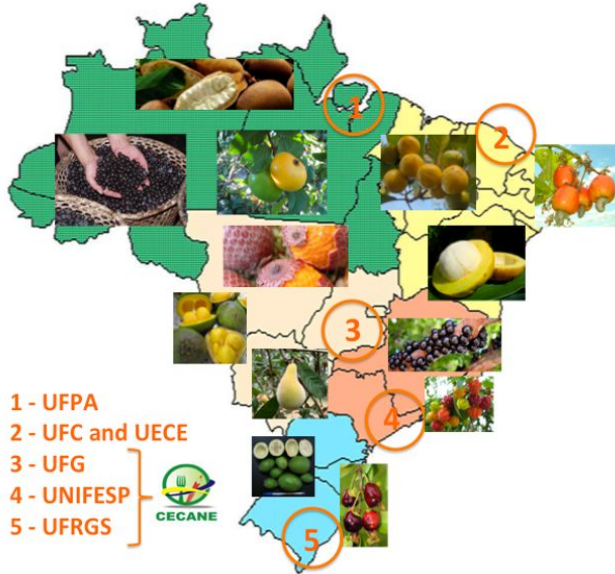 1
2
3
4
5
1 - UFPA
2 - UFC and UECE
3 - UFG
4 - UNIFESP
5 - UFRGS
CECANE